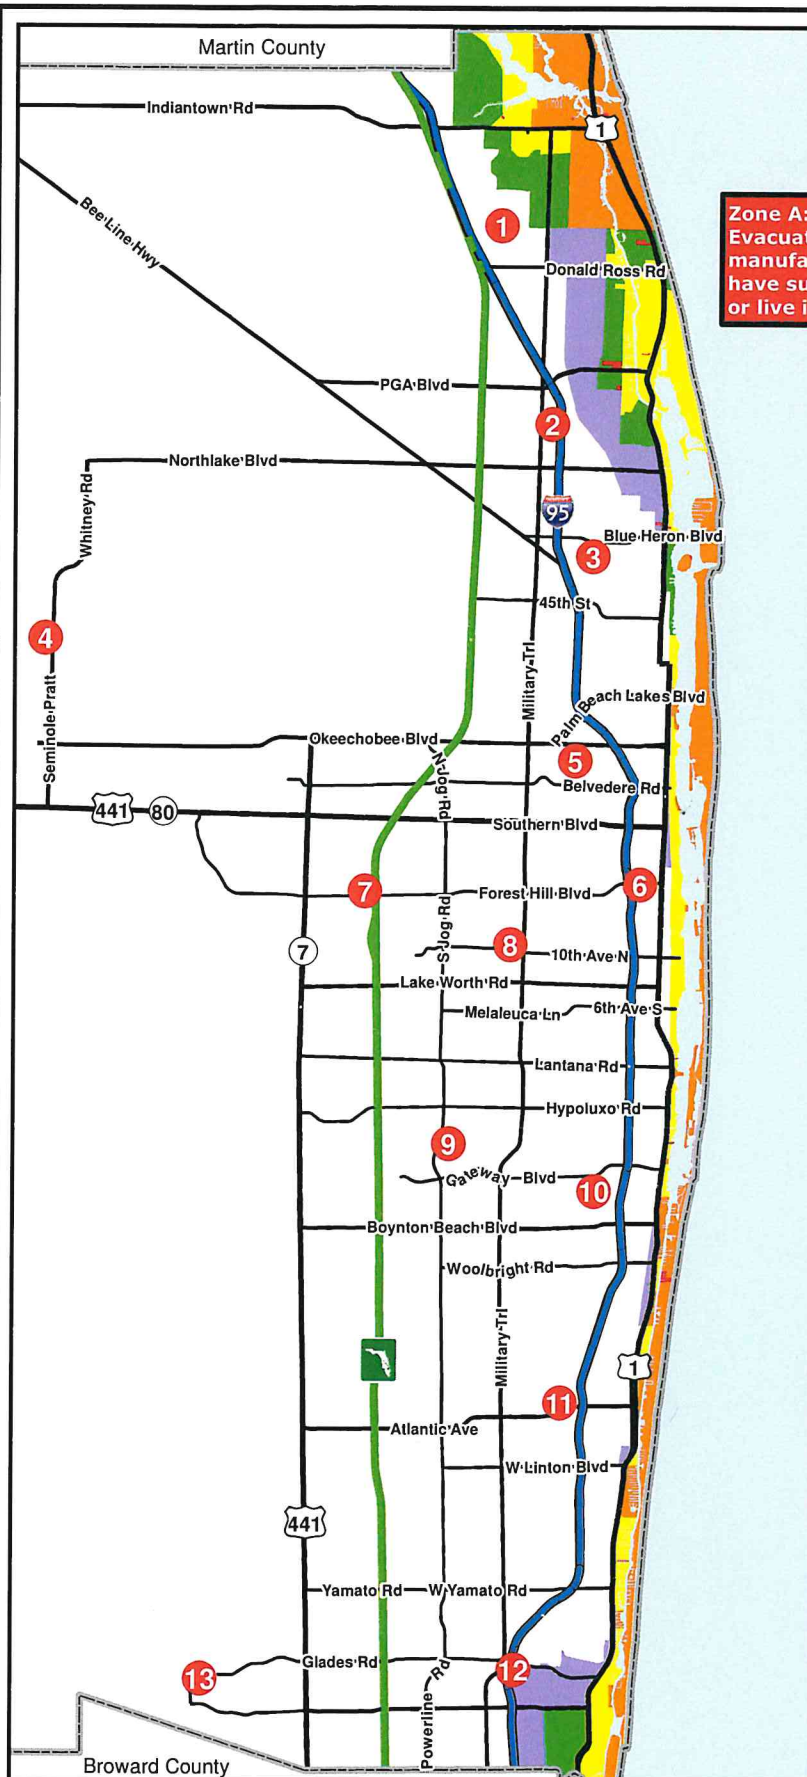 Martin County
Indiantown Rd
1
Bee Line Hwy
1
Zone A:
Evacuat
manufa
have su
or live i
Donald Ross Rd
PGA Blvd
2
Northlake Blvd
Whitney Rd
95
Blue Heron Blvd
3
45th St
4
Military Trl
Seminole Pratt
Palm Beach Lakes Blvd
Okeechobee Blvd
N Jog Rd
5
Belvedere Rd
441
80
Southern Blvd
7
Forest Hill Blvd
6
S Jog Rd
7
8
10th Ave N
Lake Worth Rd
Melaleuca Ln
6th Ave S
Lantana Rd
Hypoluxo Rd
9
Gateway Blvd
10
Boynton Beach Blvd
Woolbright Rd
Military Trl
1
11
Atlantic Ave
W Linton Blvd
441
Yamato Rd
W Yamato Rd
Glades Rd
12
13
Powerline Rd
Broward County